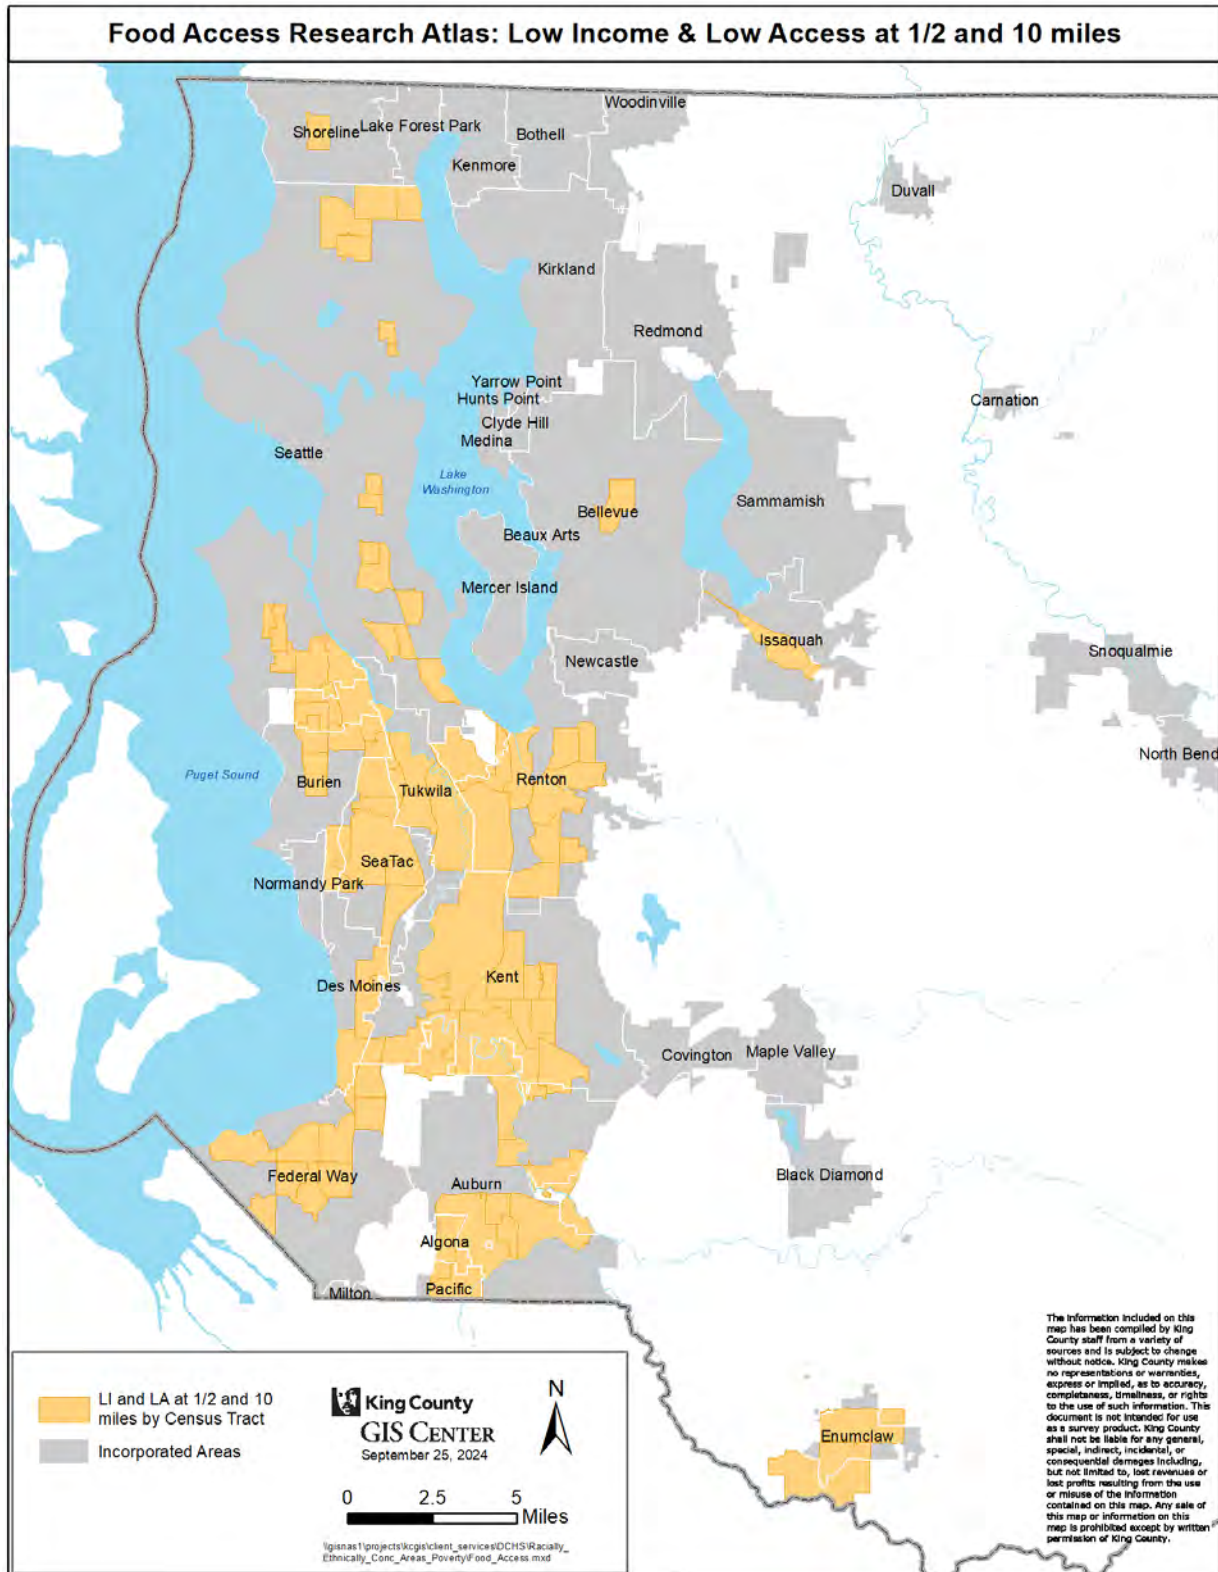 Food Access Research Atlas: Low Income & Low Access at 1/2 and 10 miles
Woodinville
Shoreline
Lake Forest Park
Bothell
Kenmore
Duvall
Kirkland
Redmond
Yarrow Point
Hunts Point
Carnation
Clyde Hill
Medina
Seattle
Lake
Washington
Sammamish
Bellevue
Beaux Arts
Mercer Island
Issaquah
Snoqualmie
Newcastle
North Bend
Puget Sound
Burien
Tukwila
Renton
SeaTac
Normandy Park
Kent
Des Moines
Covington
Maple Valley
Federal Way
Auburn
Black Diamond
Algona
Pacific
Milton
Enumclaw
The information included on this
map has been compiled by King
County staff from a variety of
sources and is subject to change
without notice. King County makes
no representations or warranties,
express or implied, as to accuracy,
completeness, timeliness, or rights
to the use of such information. This
document is not intended for use
as a survey product. King County
shall not be liable for any general,
special, indirect, incidental, or
consequential damages including,
but not limited to, lost revenues or
lost profits resulting from the use
or misuse of the information
contained on this map. Any sale of
this map or information on this
map is prohibited except by written
permission of King County.
LI and LA at 1/2 and 10
miles by Census Tract
Incorporated Areas
King County
GIS CENTER
September 25, 2024
N
0 2.5 5
Miles
\\gisnas1\projects\kcgis\client_services\DCHS\Racially_
Ethnically_Conc_Areas_Poverty\Food_Access.mxd